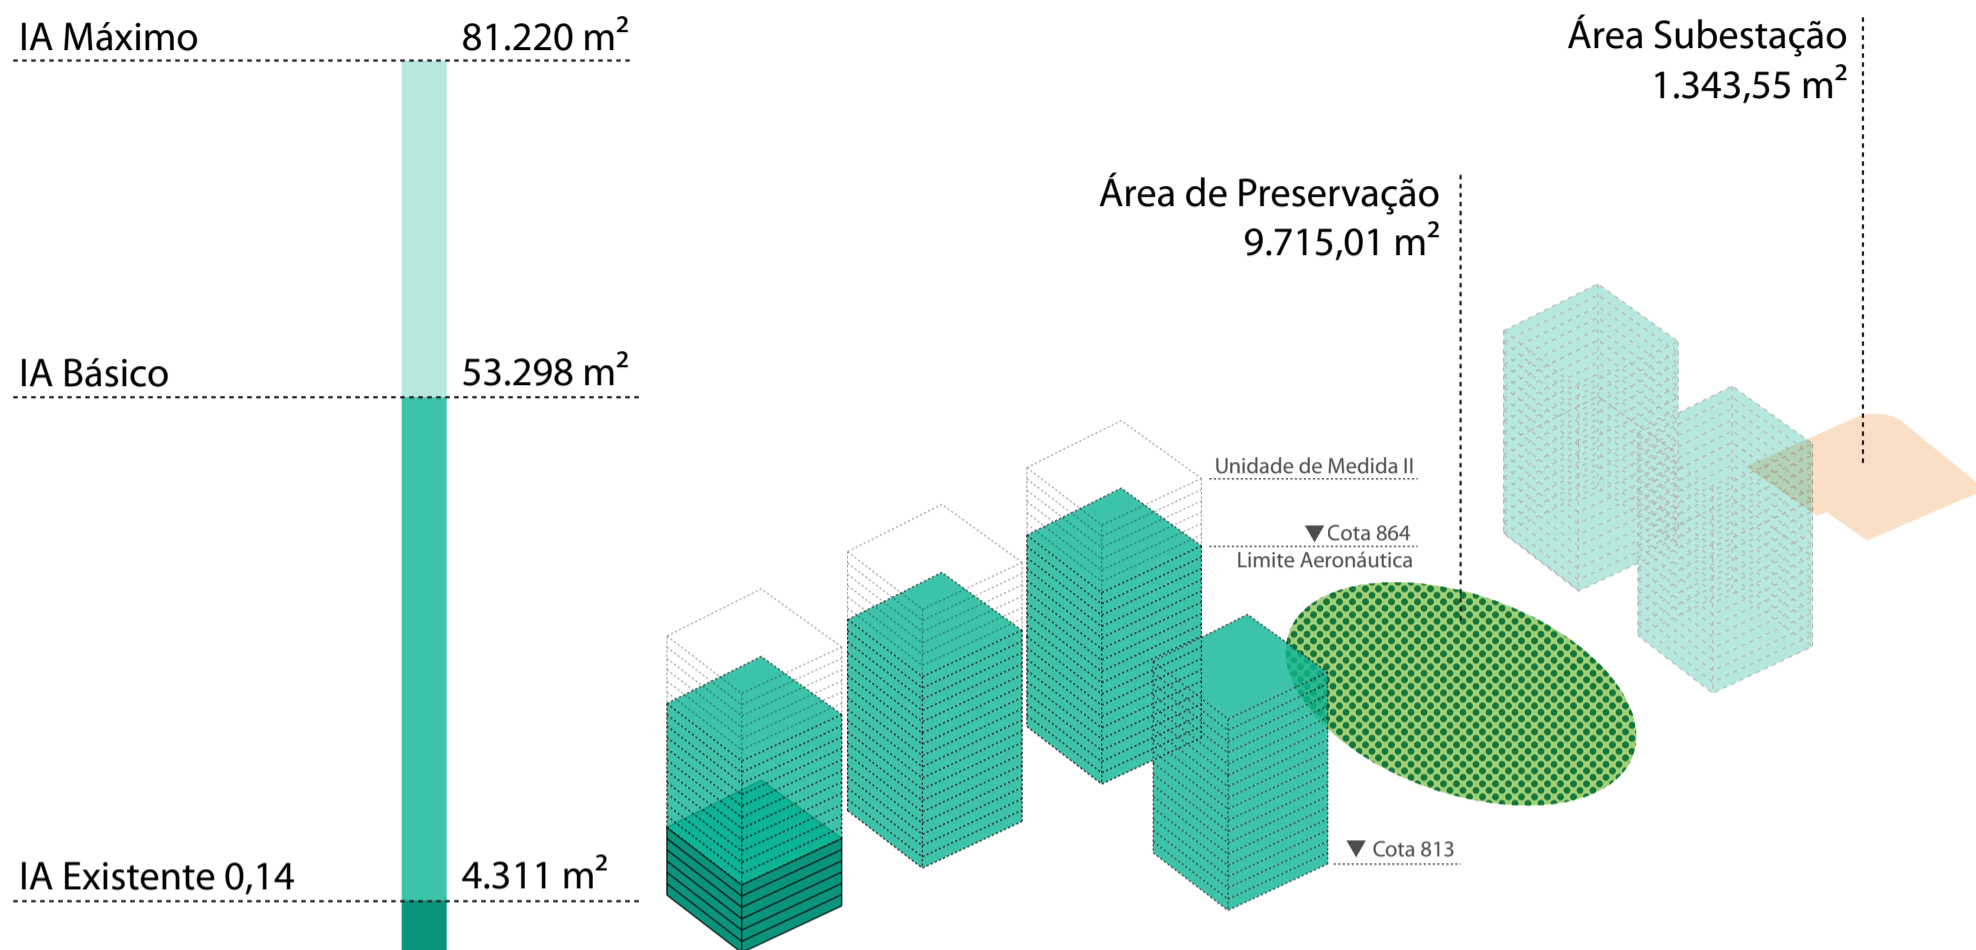 IA Máximo 81.220 m²
Área Subestação
1.343,55 m²
Área de Preservação
9.715,01 m²
IA Básico 53.298 m²
Unidade de Medida II
▼Cota 864
Limite Aeronáutica
▼ Cota 813
IA Existente 0,14 4.311 m²